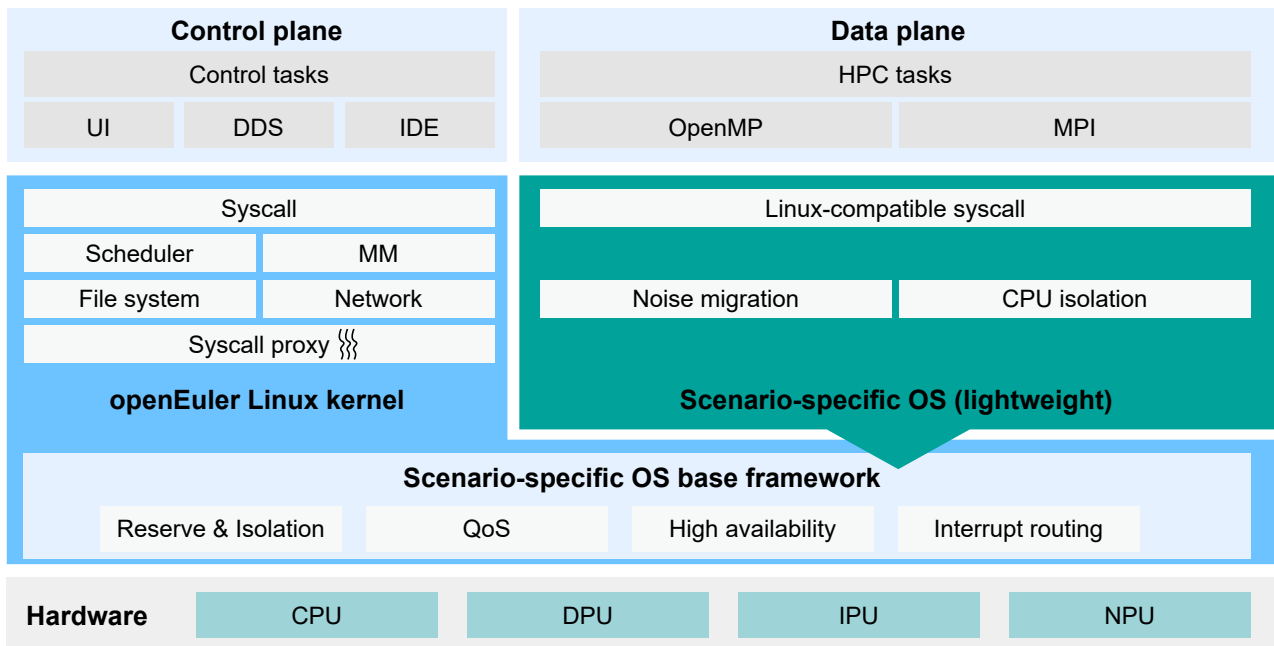 Control plane
Control tasks
UI
DDS
IDE
Data plane
HPC tasks
OpenMP
MPI
Syscall
Scheduler
MM
File system
Network
Syscall proxy
openEuler Linux kernel
Linux-compatible syscall
Noise migration
CPU isolation
Scenario-specific OS (lightweight)
Scenario-specific OS base framework
Reserve & Isolation
QoS
High availability
Interrupt routing
Hardware
CPU
DPU
IPU
NPU